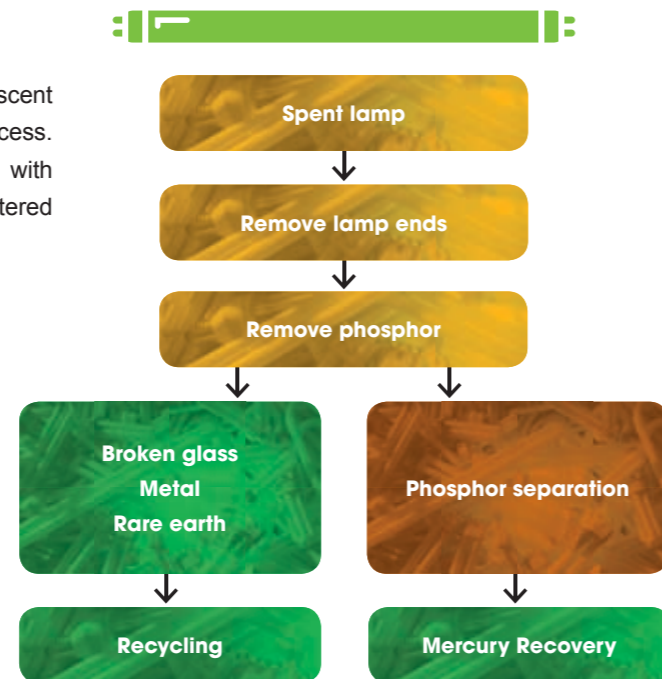 scent
cess.
with
tered
Spent lamp
Remove lamp ends
Remove phosphor
Broken glass
Metal
Rare earth
Phosphor separation
Recycling
Mercury Recovery